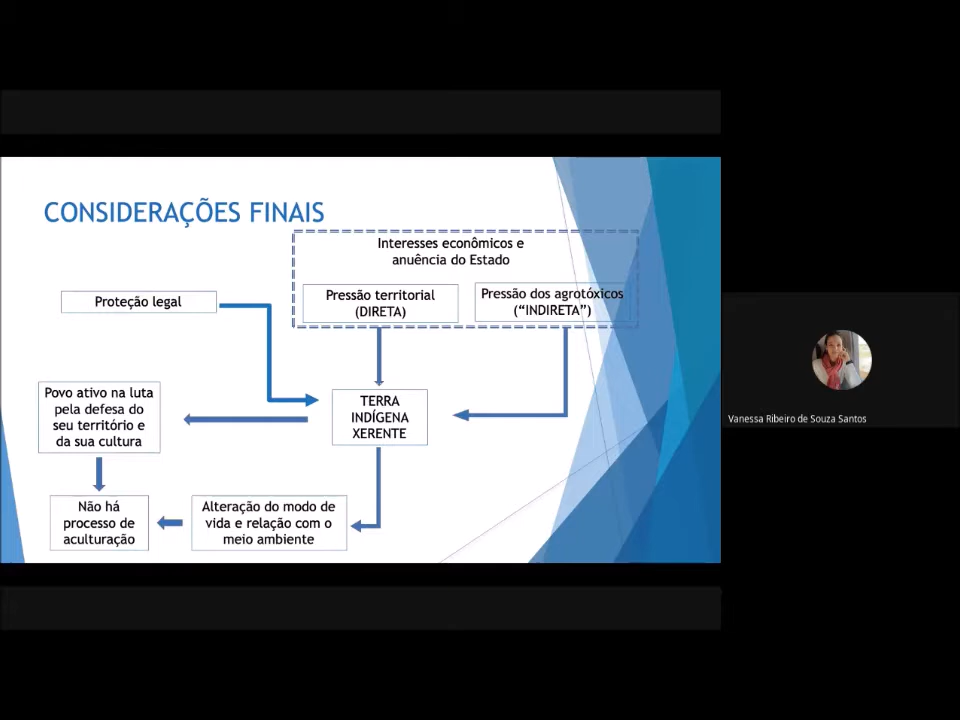 CONSIDERAÇÕES FINAIS
Interesses econômicos e
anuência do Estado
Proteção legal
Pressão territorial
(DIRETA)
Pressão dos agrotóxicos
(“INDIRETA”)
Povo ativo na luta
pela defesa do
seu território e
da sua cultura
TERRA
INDÍGENA
XERENTE
Não há
processo de
aculturação
Alteração do modo de
vida e relação com o
meio ambiente
Vanessa Ribeiro de Souza Santos